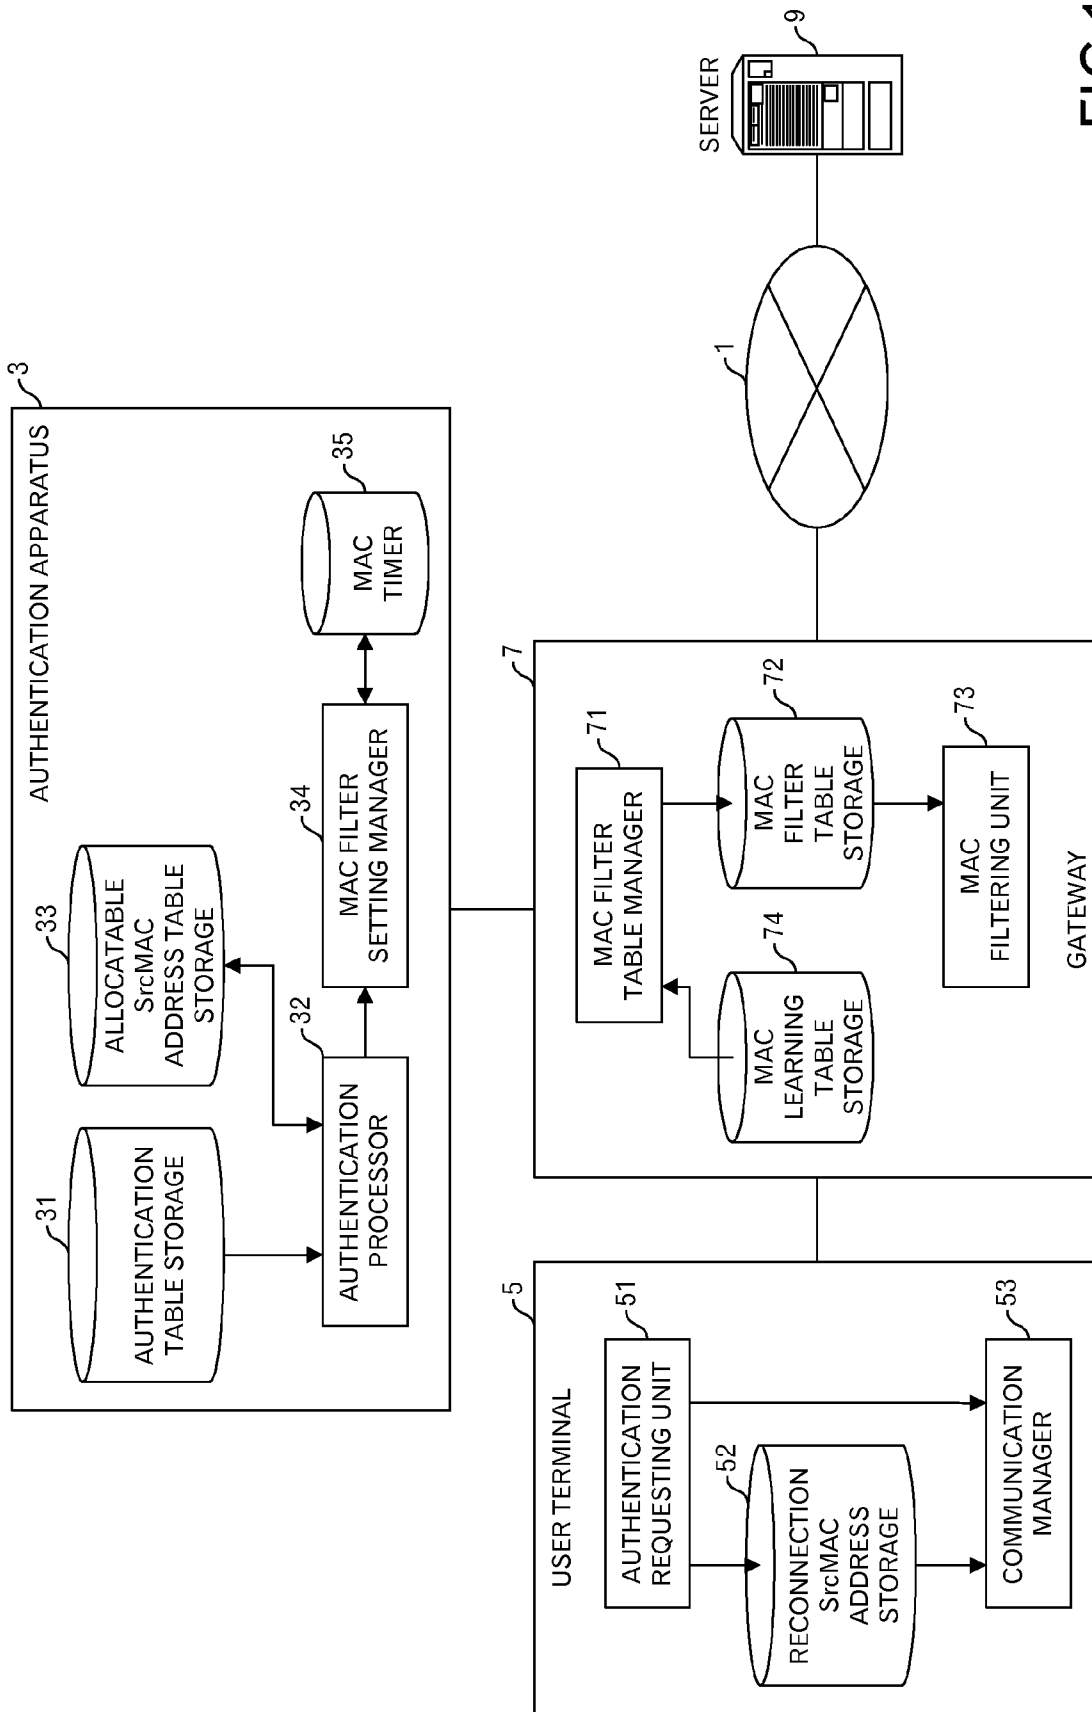 AUTHENTICATION APPARATUS
3
31
AUTHENTICATION
TABLE STORAGE
33
ALLOCATABLE
SrcMAC
ADDRESS TABLE
STORAGE
32
AUTHENTICATION
PROCESSOR
34
MAC FILTER
SETTING MANAGER
35
MAC
TIMER
USER TERMINAL
5
51
AUTHENTICATION
REQUESTING UNIT
52
RECONNECTION
SrcMAC
ADDRESS
STORAGE
53
COMMUNICATION
MANAGER
7
71
MAC FILTER
TABLE MANAGER
74
MAC
LEARNING
TABLE
STORAGE
72
MAC
FILTER
TABLE
STORAGE
73
MAC
FILTERING UNIT
GATEWAY
1
SERVER
9